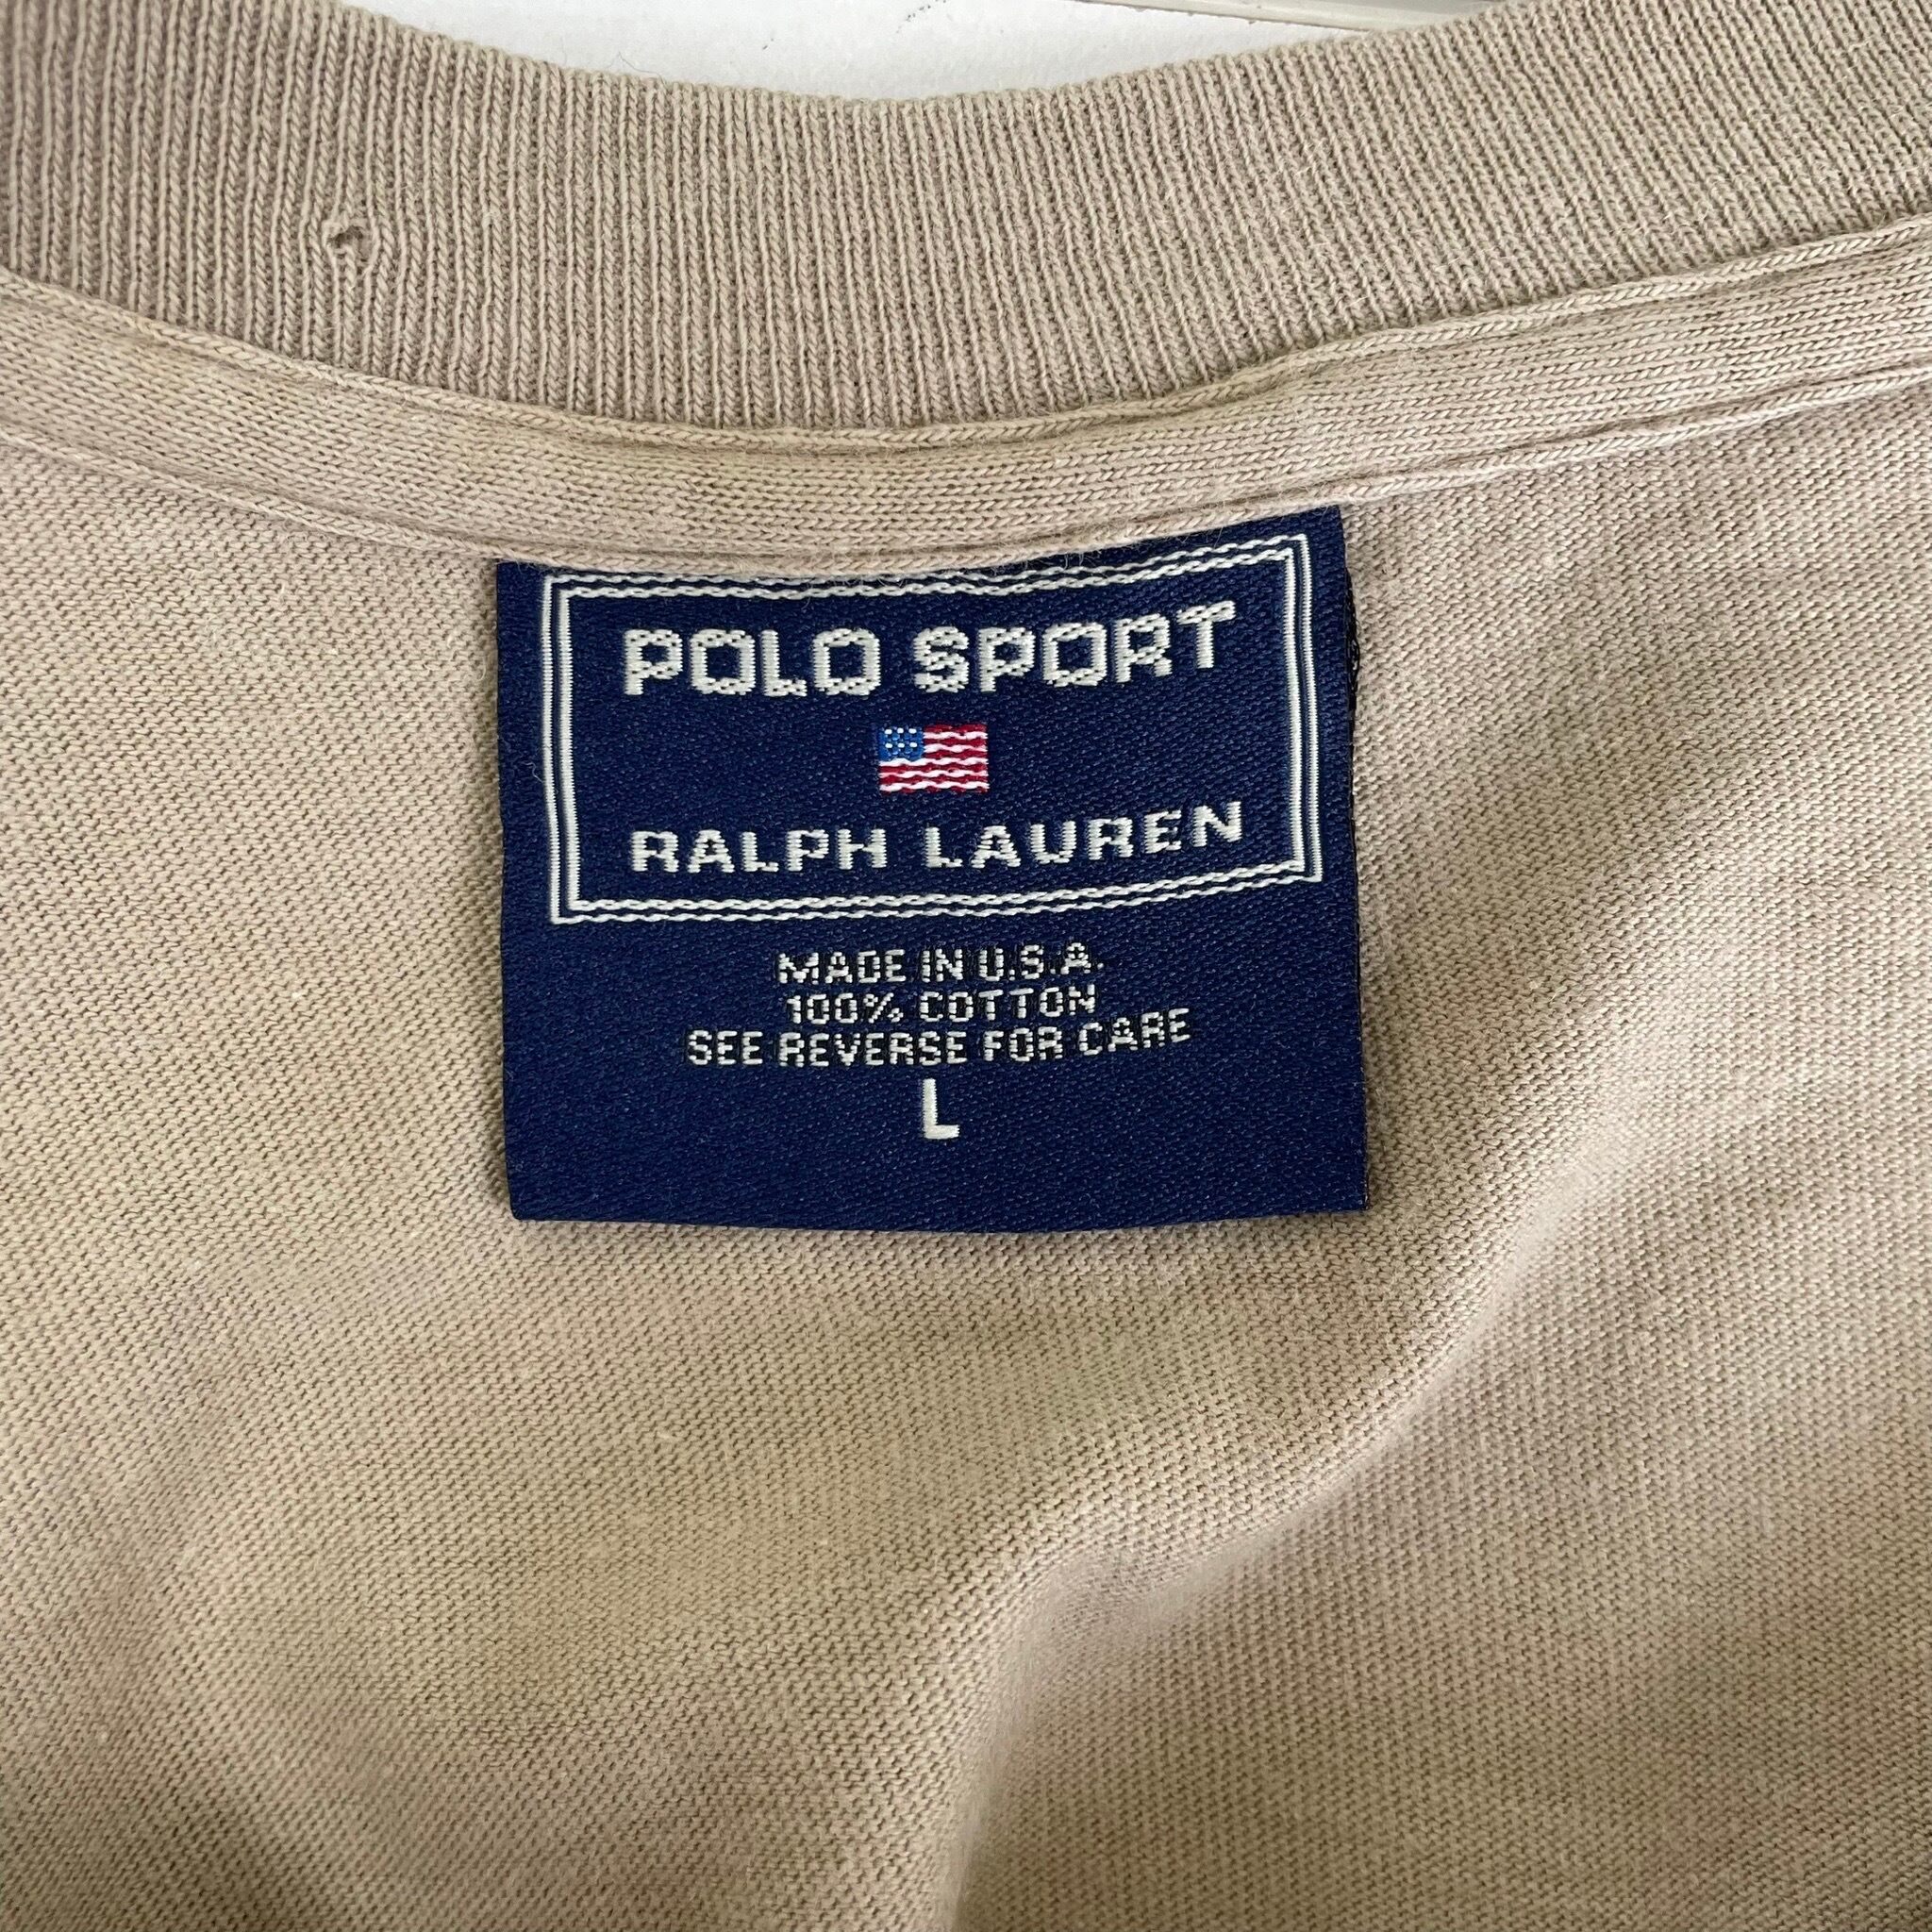 POLO SPORT
RALPH LAUREN
MADE IN U.S.A.
100% COTTON
SEE REVERSE FOR CARE
L